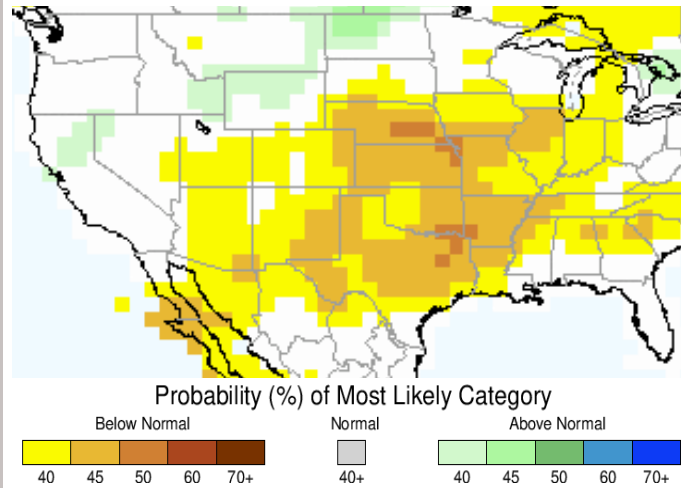 Probability (%) of Most Likely Category
Below Normal Normal Above Normal
40 45 50 60 70+ 40+ 40 45 50 60 70+